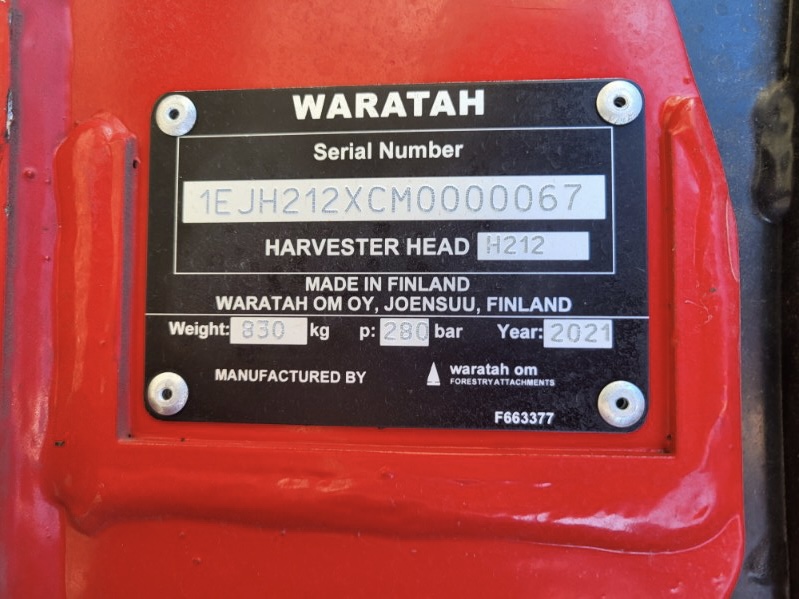 WARATAH
Serial Number
1EJH212XCM0000067
HARVESTER HEAD H212
MADE IN FINLAND
WARATAH OM OY, JOENSUU, FINLAND
Weight: 830 kg p: 280 bar Year: 2021
MANUFACTURED BY waratah om
FORESTRY ATTACHMENTS
F663377